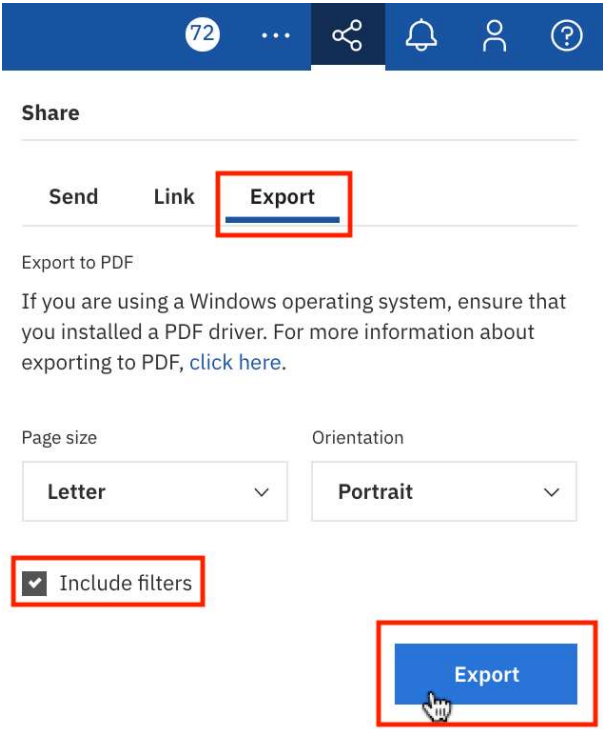 72
Share
Send Link Export
Export to PDF
If you are using a Windows operating system, ensure that
you installed a PDF driver. For more information about
exporting to PDF, click here.
Page size Orientation
Letter Portrait
Include filters
Export